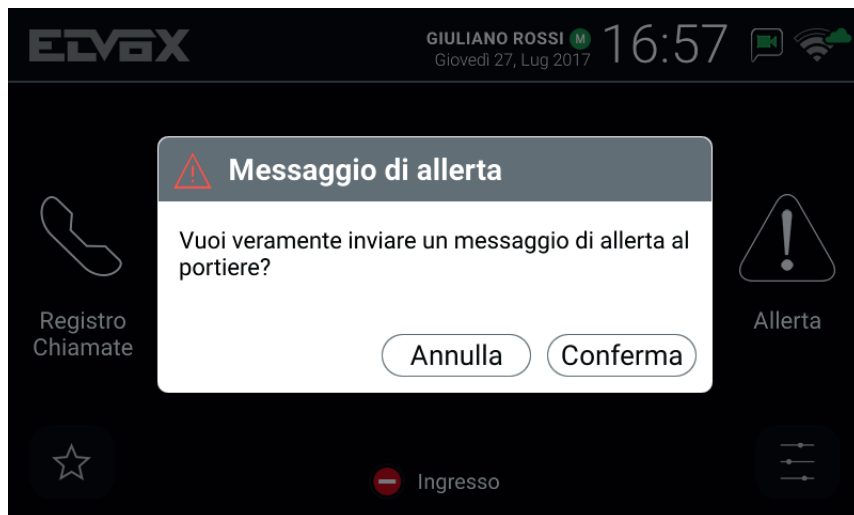 ELVOX
GIULIANO ROSSI M
Giovedì 27, Lug 2017
16:57
Messaggio di allerta
Vuoi veramente inviare un messaggio di allerta al
portiere?
Annulla
Conferma
Registro
Chiamate
Allerta
Ingresso